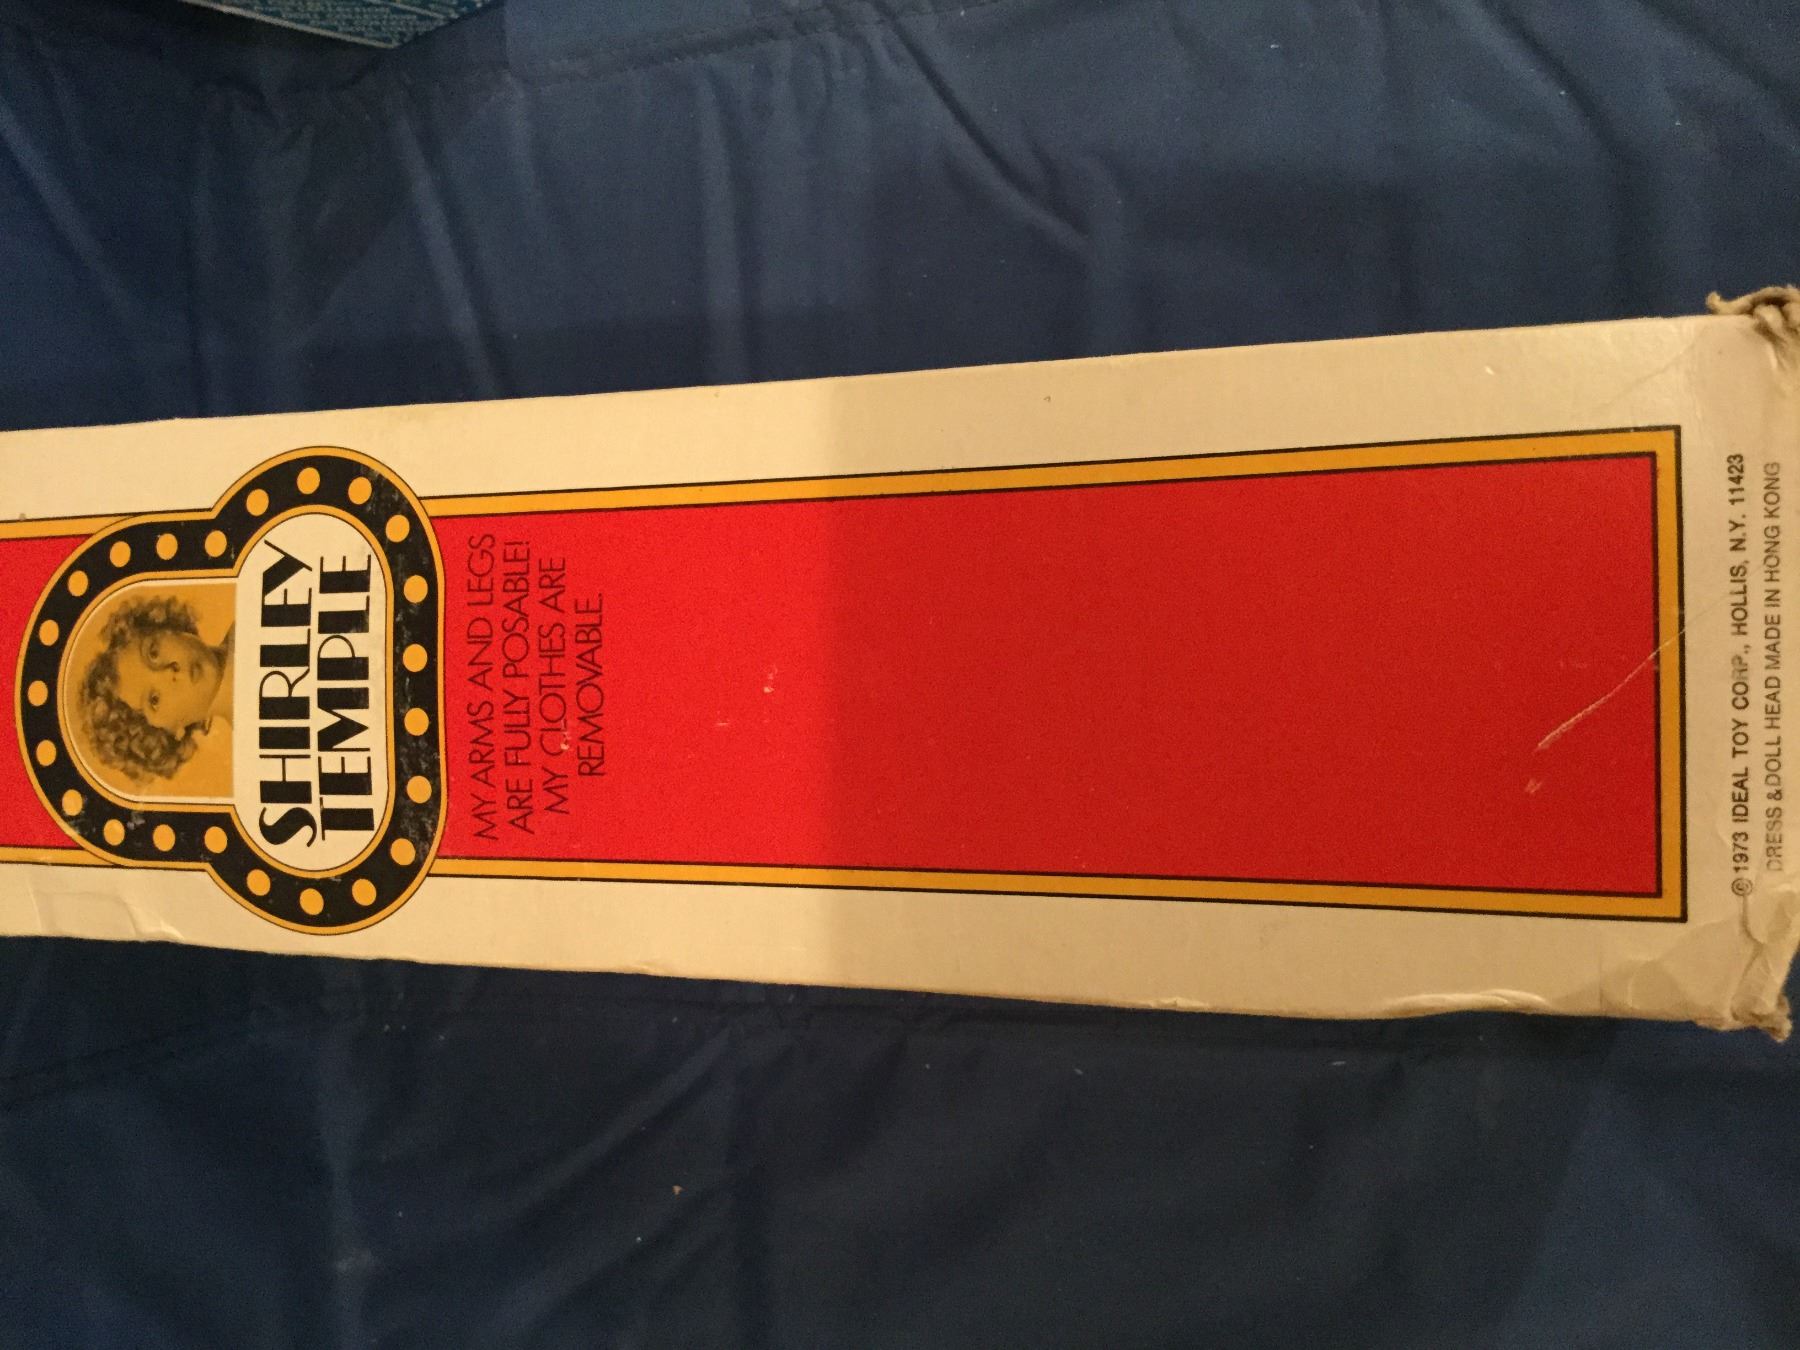 SHIRLEY
TEMPLE
MY ARMS AND LEGS
ARE FULLY POSABLE!
MY CLOTHES ARE
REMOVABLE.
©1973 IDEAL TOY CORP., HOLLIS, N.Y. 11423
DRESS & DOLL HEAD MADE IN HONG KONG